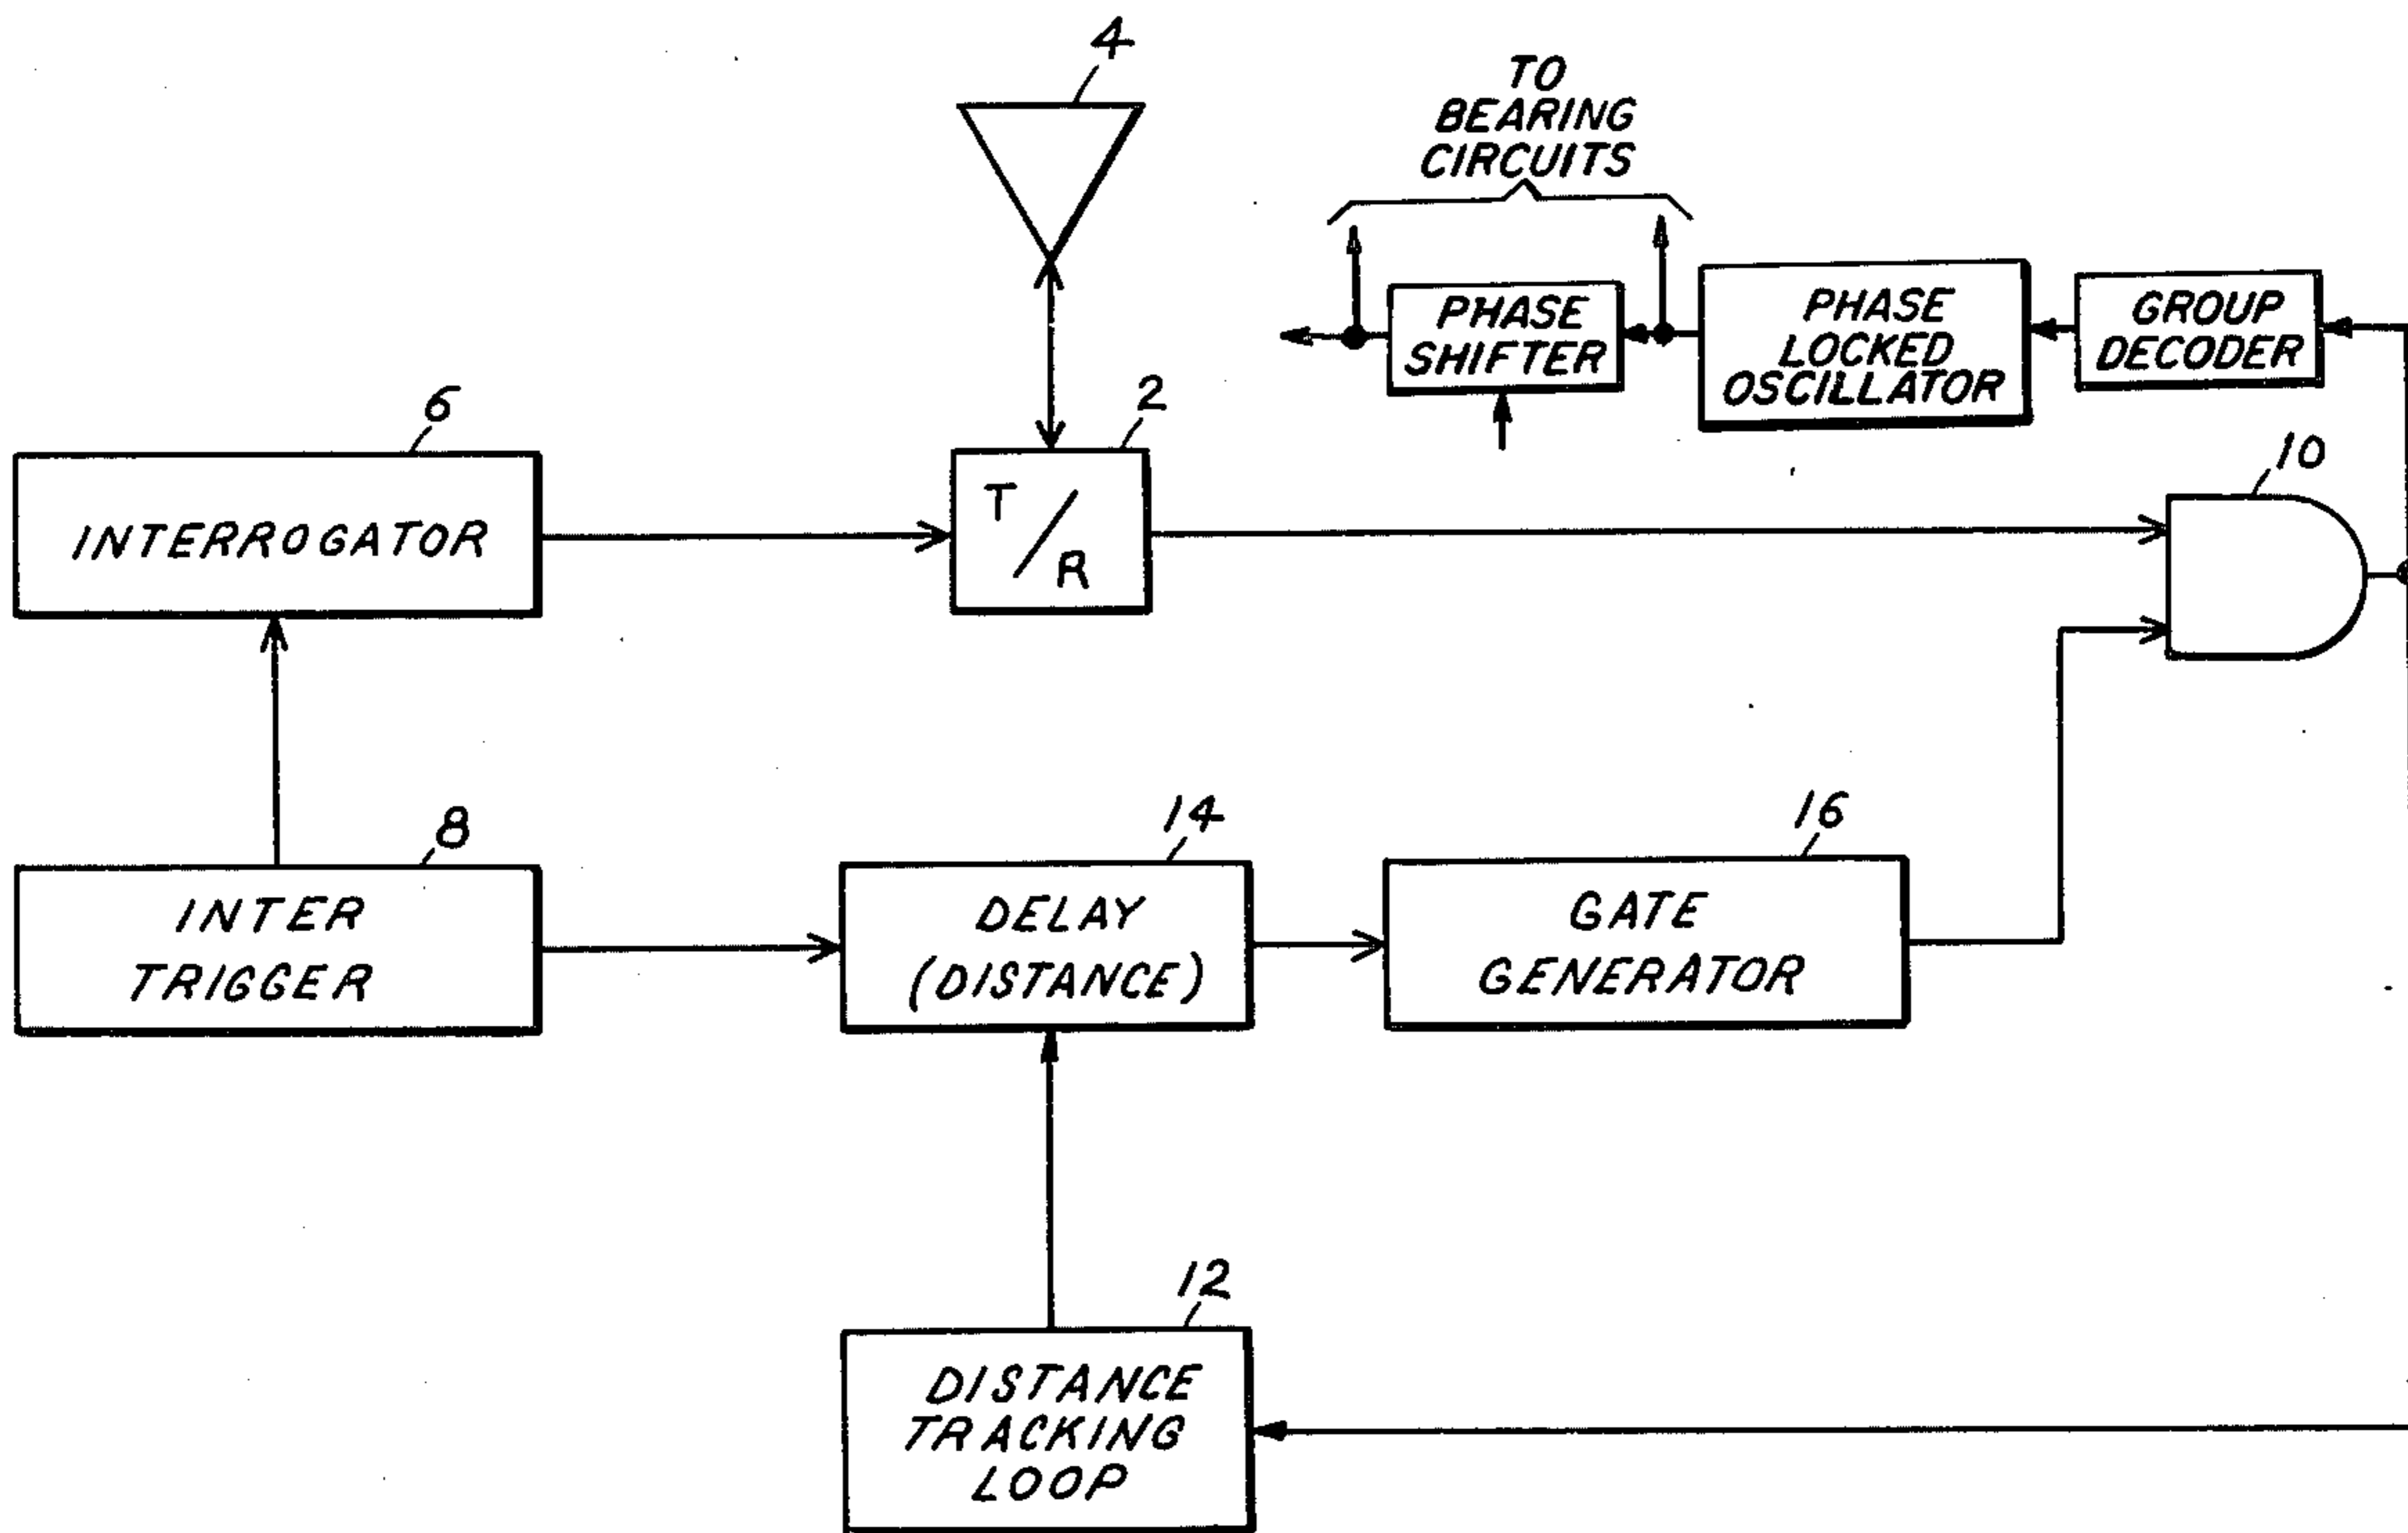 4
TO
BEARING
CIRCUITS
PHASE
SHIFTER
PHASE
LOCKED
OSCILLATOR
GROUP
DECODER
6
INTERROGATOR
2
T/R
10
8
INTER
TRIGGER
14
DELAY
(DISTANCE)
16
GATE
GENERATOR
12
DISTANCE
TRACKING
LOOP